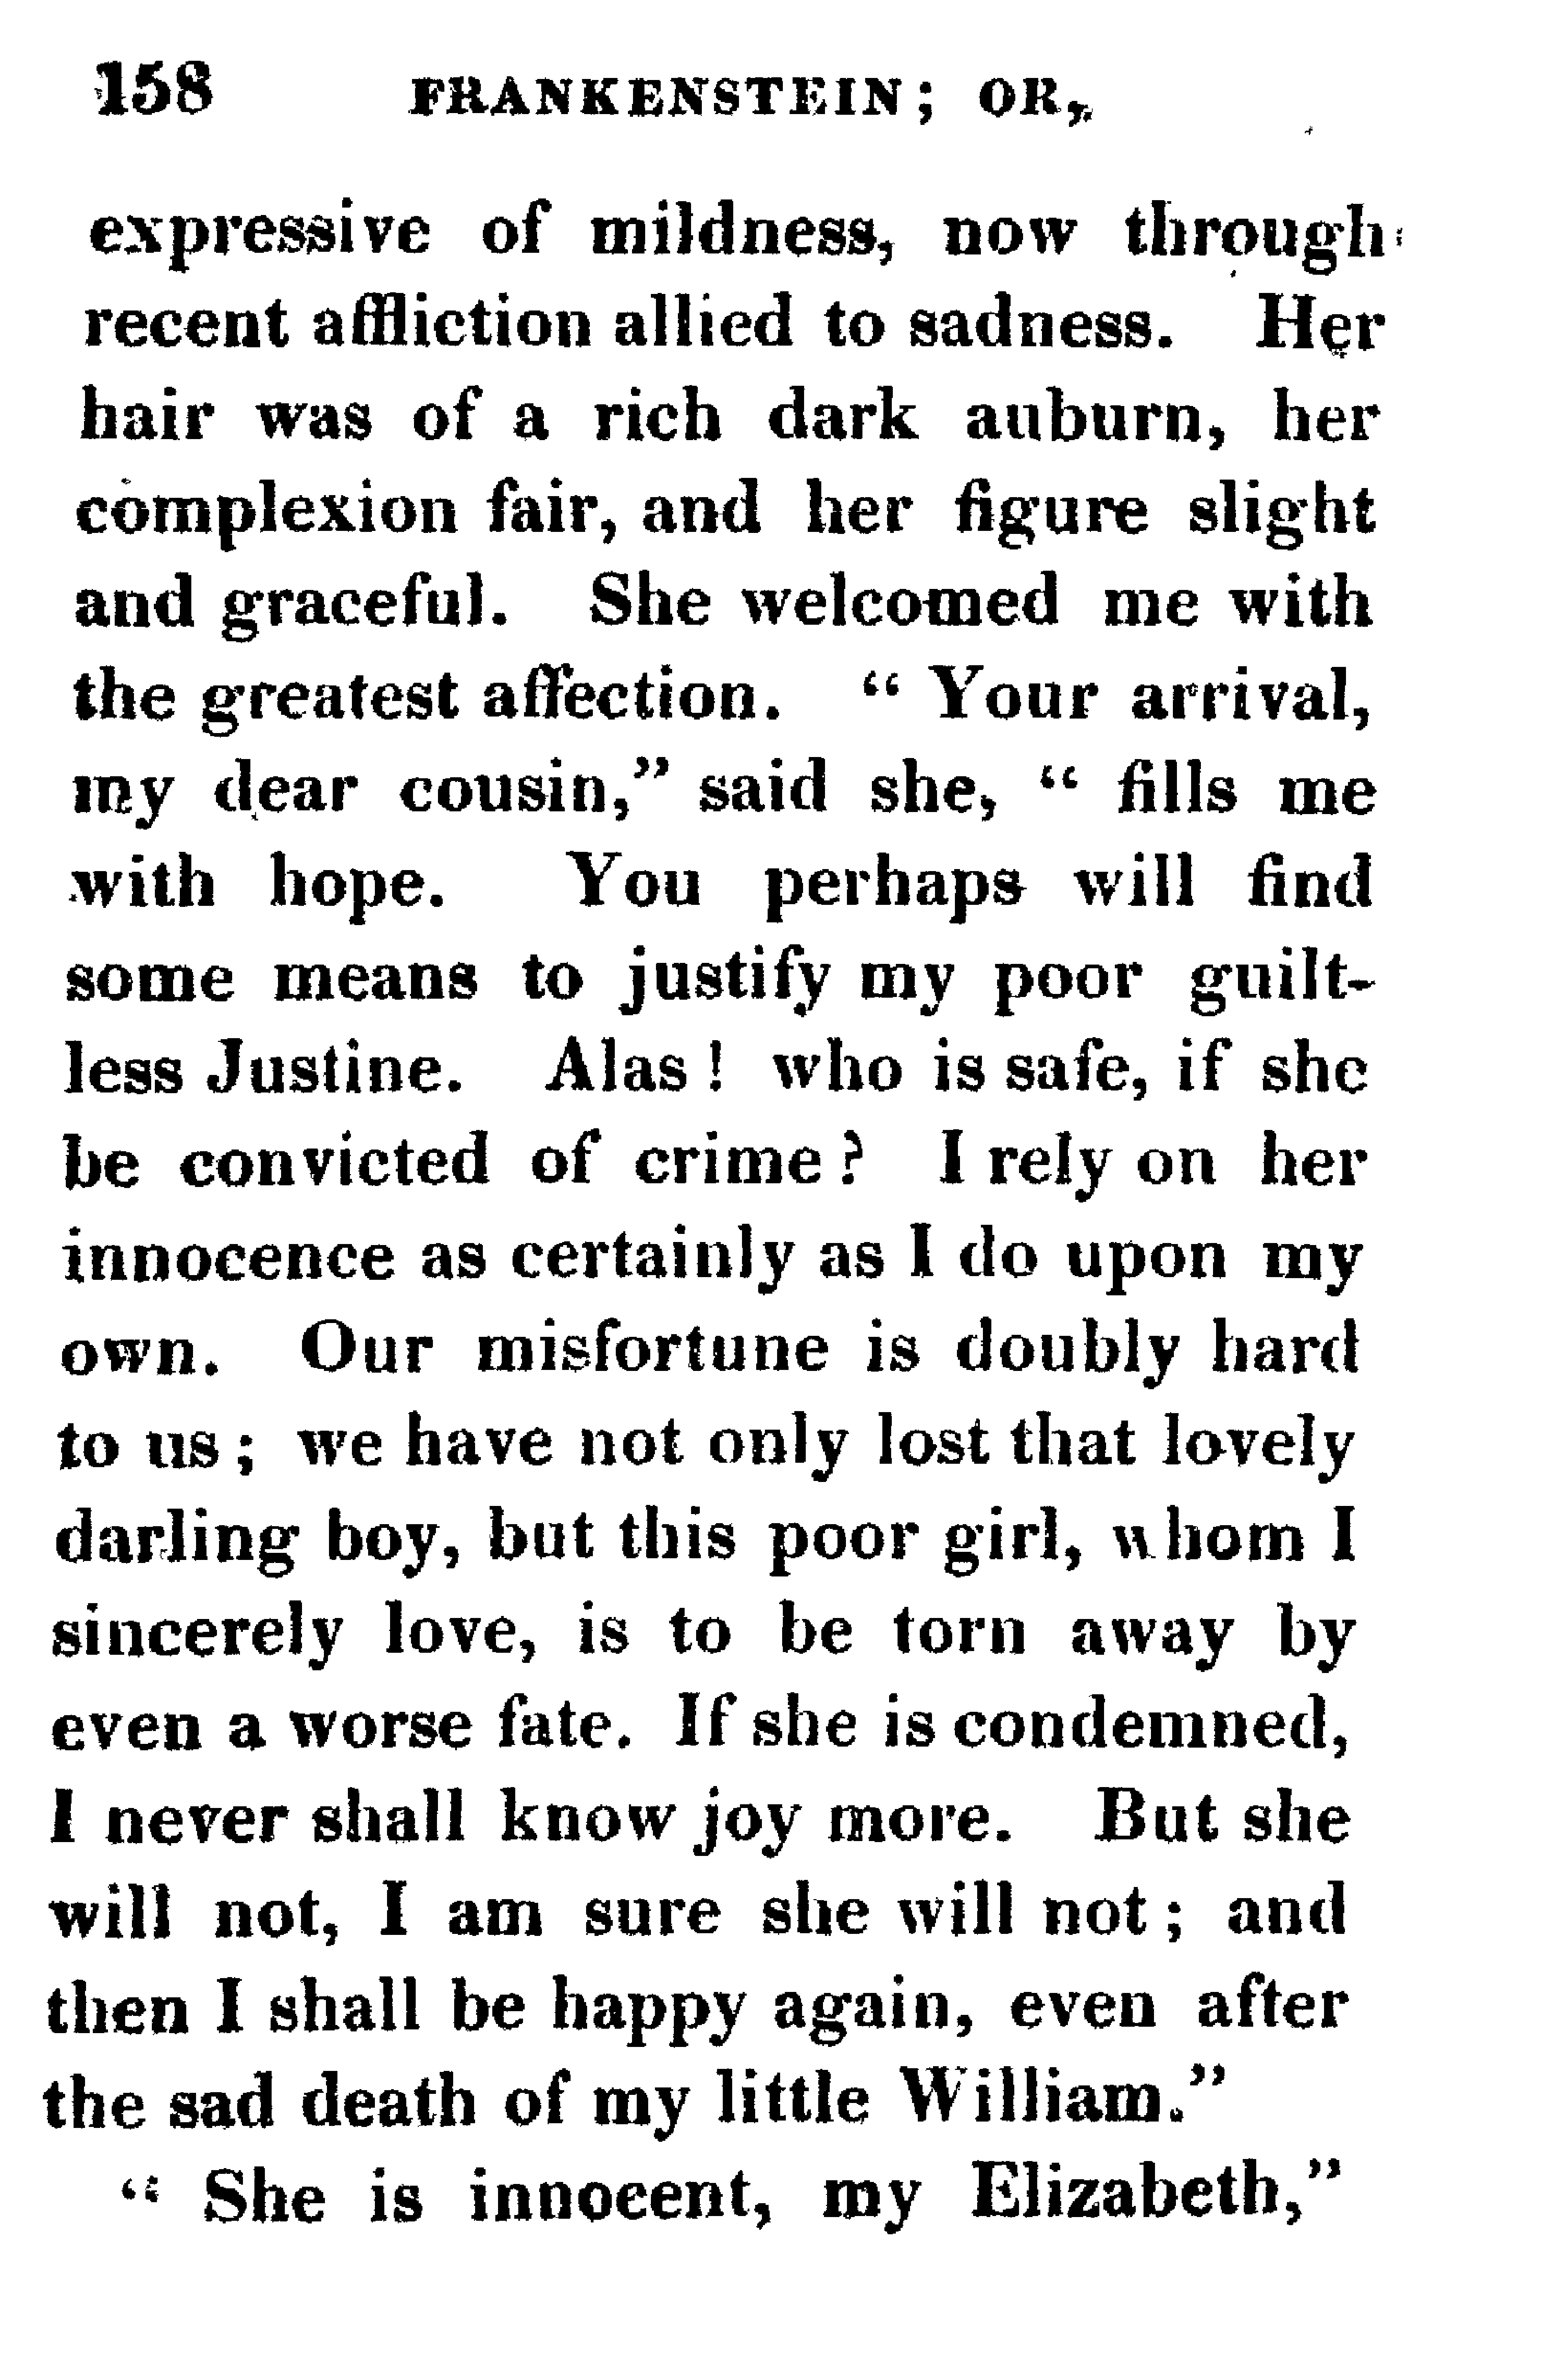 158 FRANKENSTEIN; OR,
expressive of mildness, now through
recent affliction allied to sadness. Her
hair was of a rich dark auburn, her
complexion fair, and her figure slight
and graceful. She welcomed me with
the greatest affection. “ Your arrival,
my dear cousin,” said she, “ fills me
with hope. You perhaps will find
some means to justify my poor guilt-
less Justine. Alas ! who is safe, if she
be convicted of crime ? I rely on her
innocence as certainly as I do upon my
own. Our misfortune is doubly hard
to us ; we have not only lost that lovely
darling boy, but this poor girl, whom I
sincerely love, is to be torn away by
even a worse fate. If she is condemned,
I never shall know joy more. But she
will not, I am sure she will not ; and
then I shall be happy again, even after
the sad death of my little William.”
“ She is innocent, my Elizabeth,”